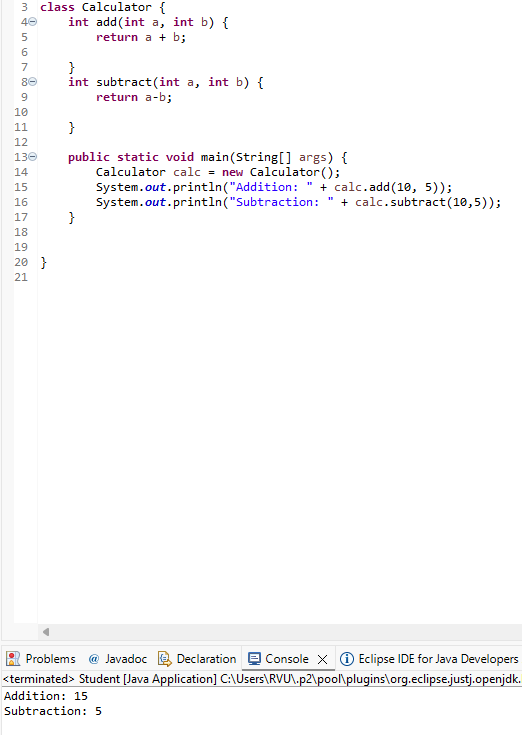 3 class Calculator {
4 int add(int a, int b) {
5 return a + b;
6
7 }
8 int subtract(int a, int b) {
9 return a-b;
10
11 }
12
13 public static void main(String[] args) {
14 Calculator calc = new Calculator();
15 System.out.println("Addition: " + calc.add(10, 5));
16 System.out.println("Subtraction: " + calc.subtract(10,5));
17 }
18
19
20 }
21
Problems @ Javadoc Declaration Console Eclipse IDE for Java Developers
<terminated> Student [Java Application] C:\Users\RVU\.p2\pool\plugins\org.eclipse.justj.openjdk.
Addition: 15
Subtraction: 5